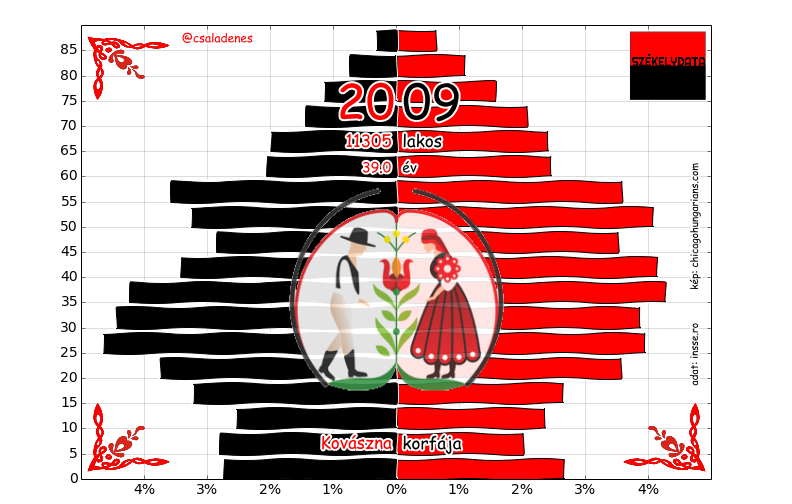 @csaladenes
SZÉKELYDATA
2009
11305 lakos
39.0 év
kép: chicagohungarians.com
adat: insse.ro
Kovászna korfája
85
80
75
70
65
60
55
50
45
40
35
30
25
20
15
10
5
0
4% 3% 2% 1% 0% 1% 2% 3% 4%